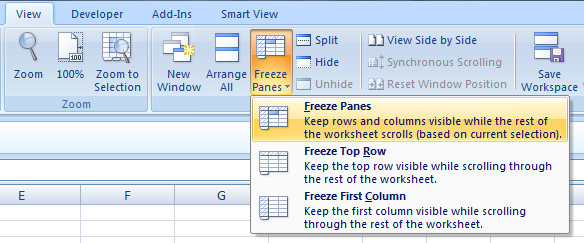 View Developer Add-Ins Smart View
Zoom
100%
Zoom to
Selection
Zoom
New
Window
Arrange
All
Freeze
Panes
Split
Hide
Unhide
View Side by Side
Synchronous Scrolling
Reset Window Position
Save
Workspace
Freeze Panes
Keep rows and columns visible while the rest of
the worksheet scrolls (based on current selection).
Freeze Top Row
Keep the top row visible while scrolling through
the rest of the worksheet.
Freeze First Column
Keep the first column visible while scrolling
through the rest of the worksheet.
E F G